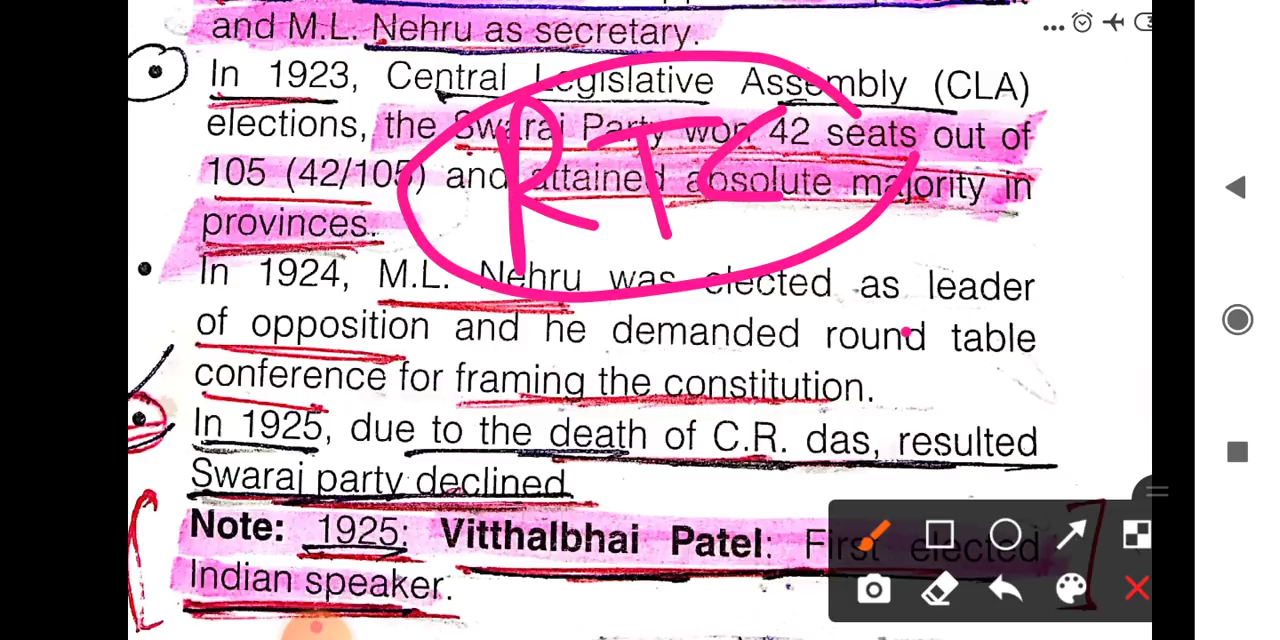 and M.L. Nehru as secretary.
In 1923, Central Legislative Assembly (CLA)
elections, the Swaraj Party won 42 seats out of
105 (42/105) and attained absolute majority in
provinces.
RTC
In 1924, M.L. Nehru was elected as leader
of opposition and he demanded round table
conference for framing the constitution.
In 1925, due to the death of C.R. das, resulted
Swaraj party declined
Note: 1925: Vitthalbhai Patel: First elected
Indian speaker.